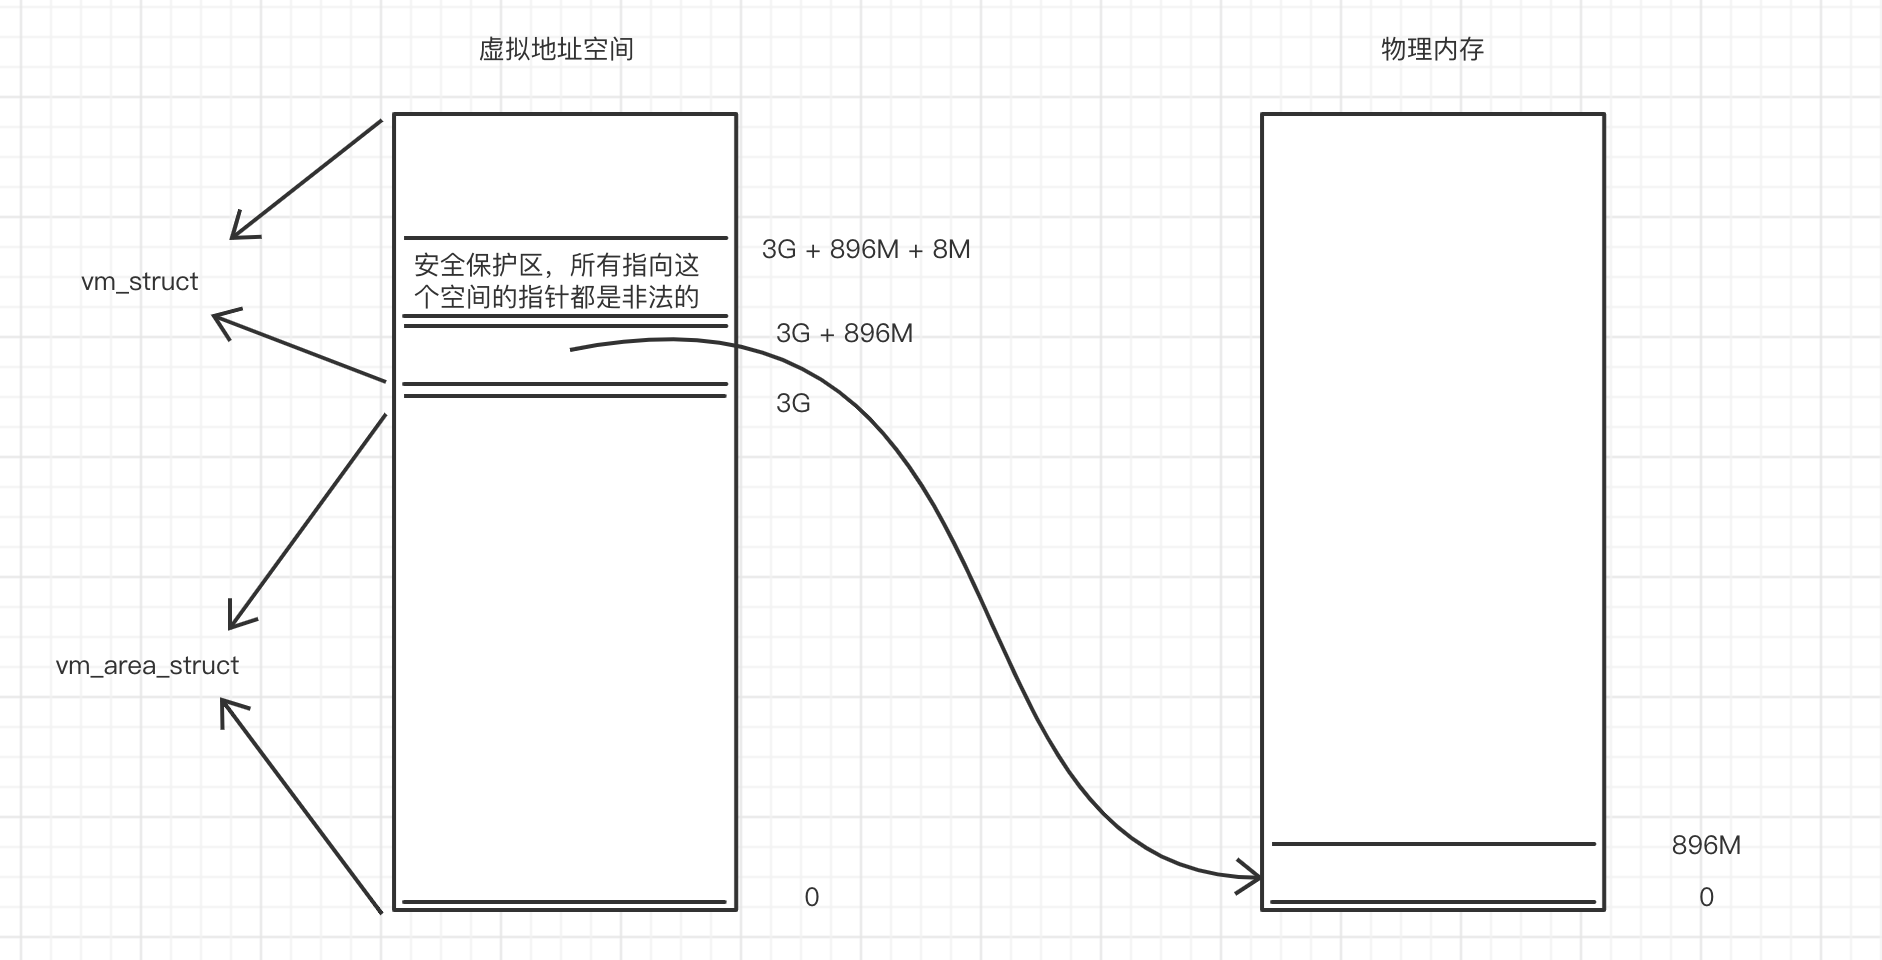 虚拟地址空间
物理内存
3G + 896M + 8M
安全保护区，所有指向这
个空间的指针都是非法的
vm_struct
3G + 896M
3G
vm_area_struct
896M
0
0